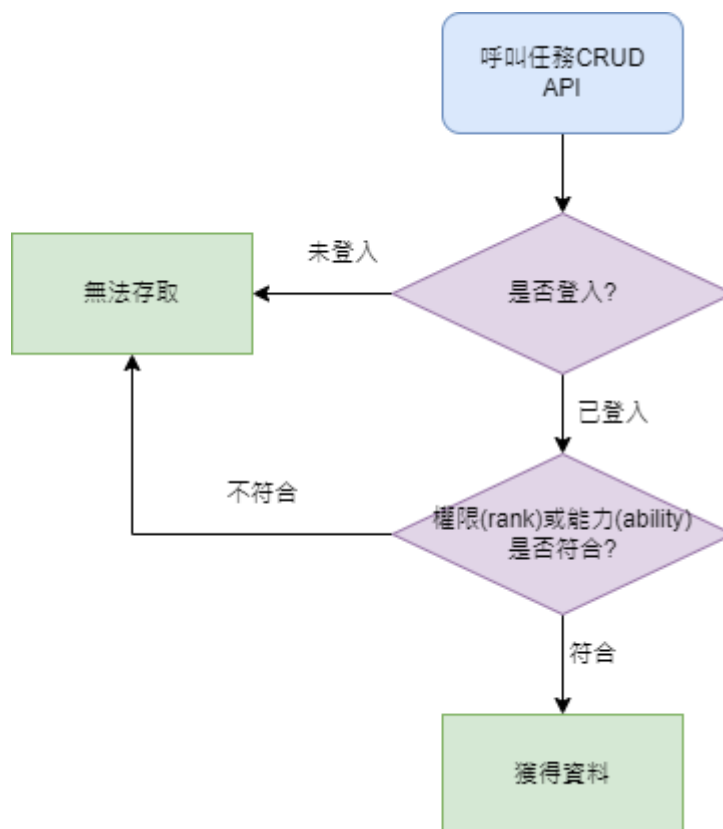 呼叫任務CRUD
API
未登入
是否登入?
無法存取
已登入
不符合
權限(rank)或能力(ability)
是否符合?
符合
獲得資料